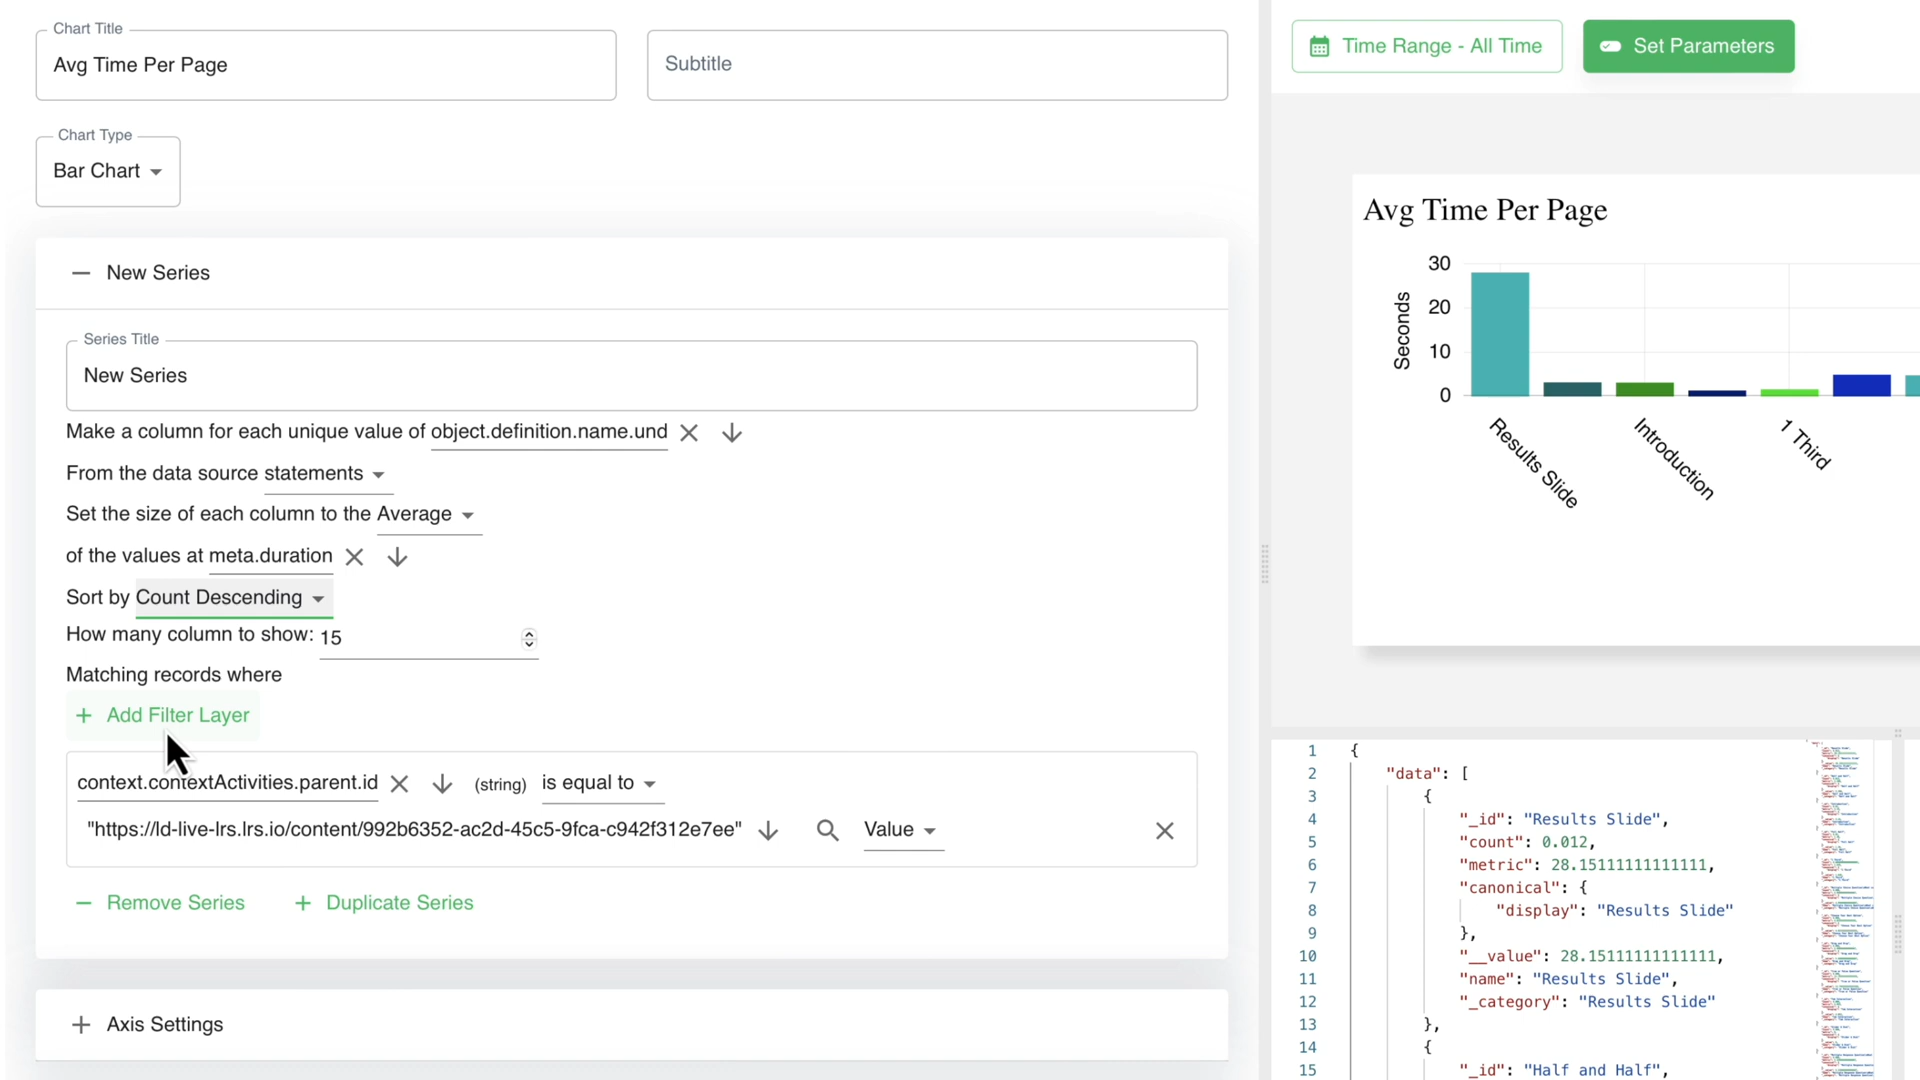 Chart Title
Avg Time Per Page
Subtitle
Chart Type
Bar Chart
New Series
Series Title
New Series
Make a column for each unique value of object.definition.name.und
From the data source statements
Set the size of each column to the Average
of the values at meta.duration
Sort by Count Descending
How many column to show: 15
Matching records where
+ Add Filter Layer
context.contextActivities.parent.id (string) is equal to
"https://ld-live-lrs.lrs.io/content/992b6352-ac2d-45c5-9fca-c942f312e7ee" Value
Remove Series + Duplicate Series
+ Axis Settings
Time Range - All Time
Set Parameters
Avg Time Per Page
Seconds
30
20
10
0
Results Slide
Introduction
1 Third
1 {
2 "data": [
3 {
4 "_id": "Results Slide",
5 "count": 0.012,
6 "metric": 28.15111111111111,
7 "canonical": {
8 "display": "Results Slide"
9 },
10 "__value": 28.15111111111111,
11 "name": "Results Slide",
12 "_category": "Results Slide"
13 },
14 {
15 "_id": "Half and Half",